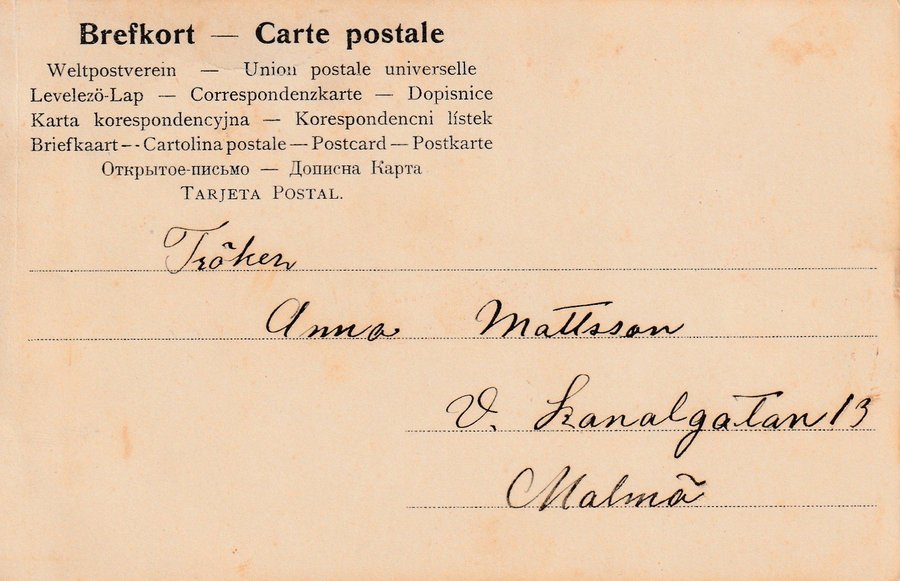 Brefkort — Carte postale
Weltpostverein — Union postale universelle
Levelezö-Lap — Correspondenzkarte — Dopisnice
Karta korespondencyjna — Korespondencni lístek
Briefkaart -- Cartolina postale — Postcard — Postkarte
Открытое-письмо — Дописна Карта
TARJETA POSTAL.
Fröken
Anna Mattsson
V. Kanalgatan 13
Malmö